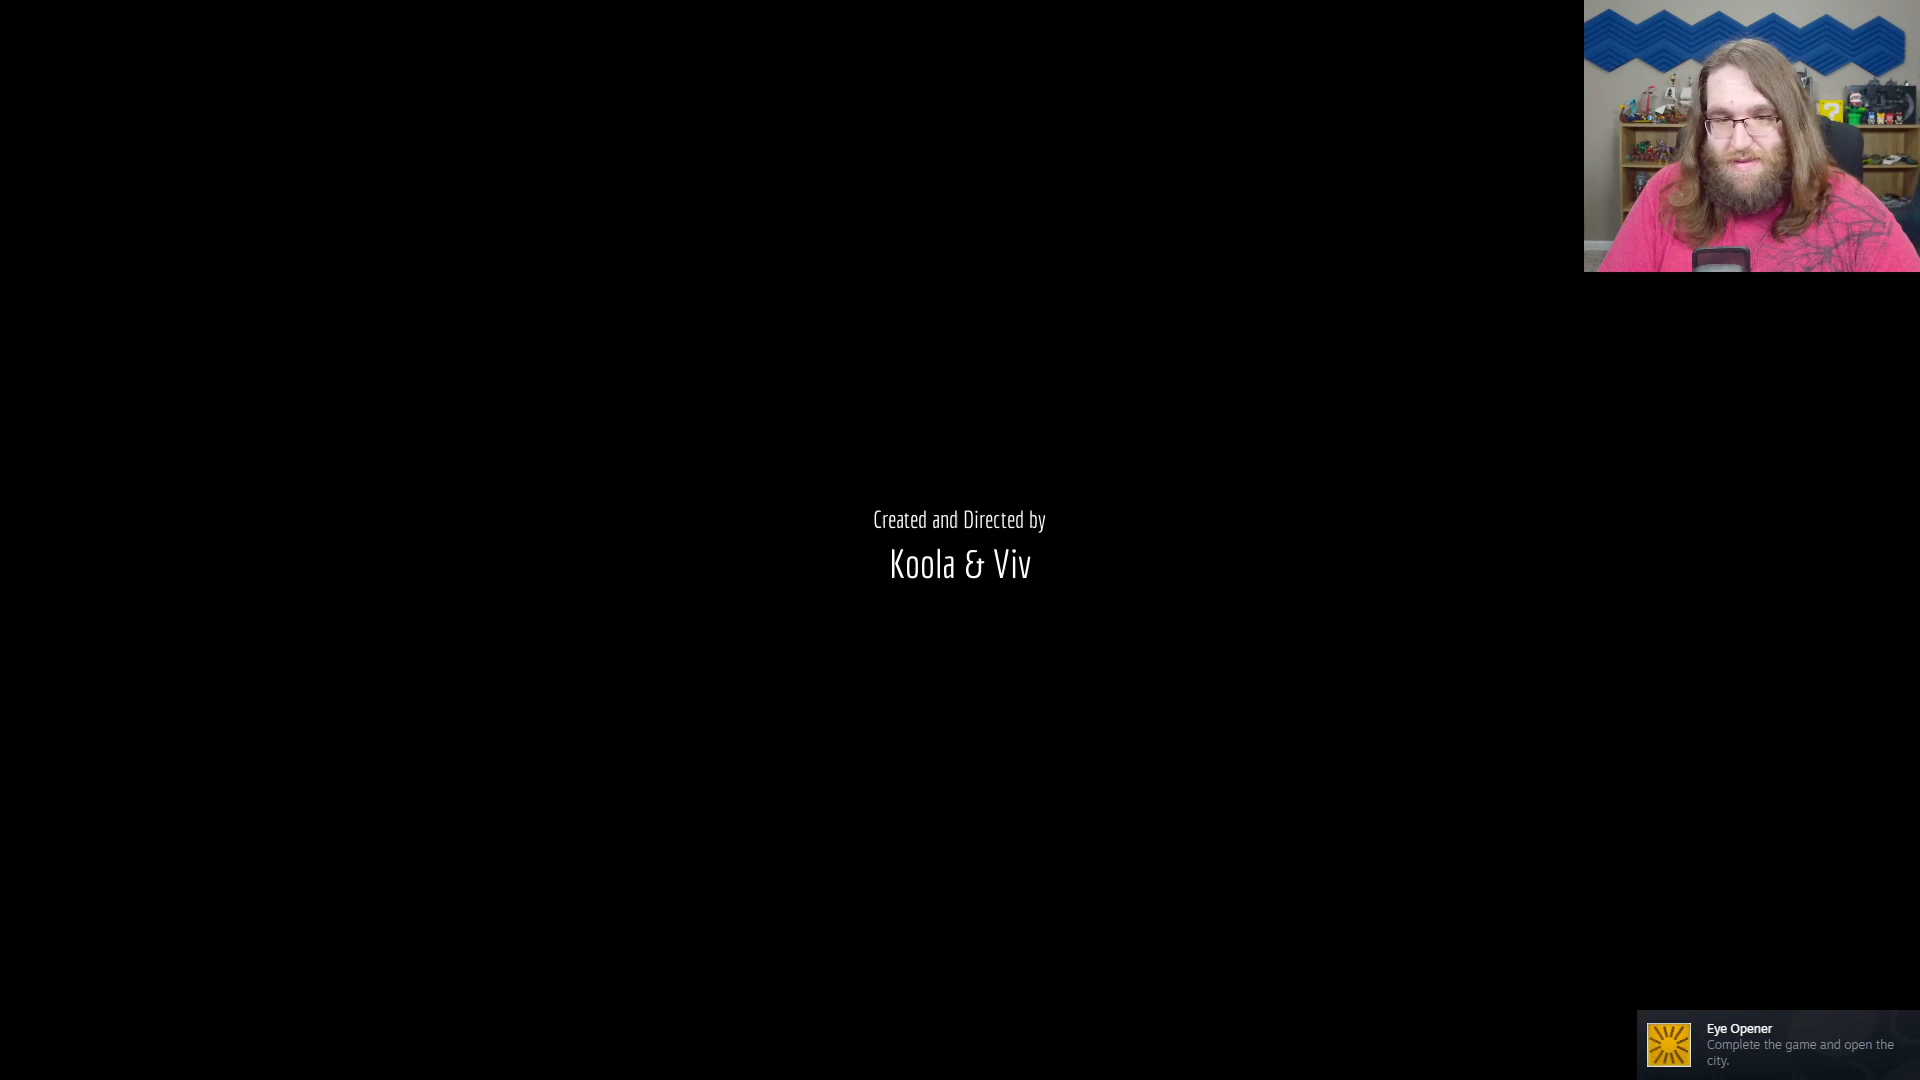 Created and Directed by
Koola & Viv
Eye Opener
Complete the game and open the
city.